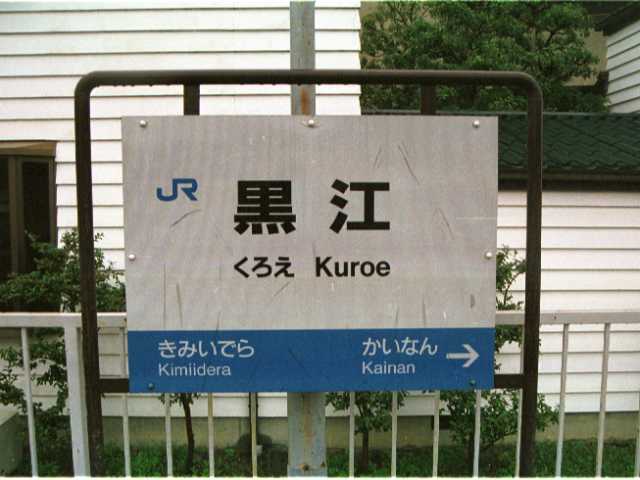 JR 黒江
くろえ Kuroe
きみいでら かいなん →
Kimiidera Kainan